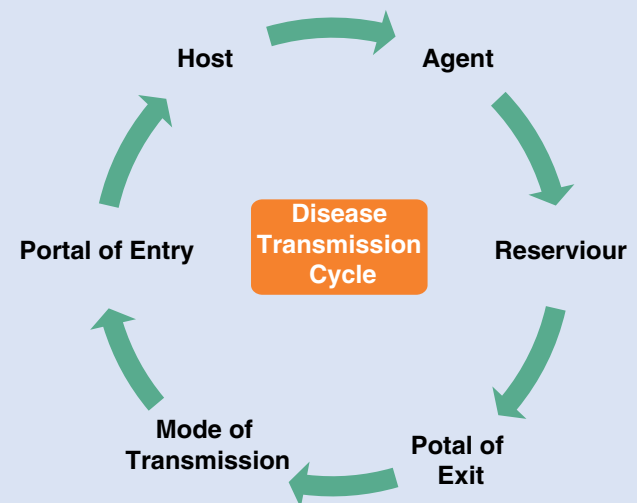 Host
Agent
Disease
Transmission
Cycle
Portal of Entry
Reserviour
Mode of
Transmission
Potal of
Exit